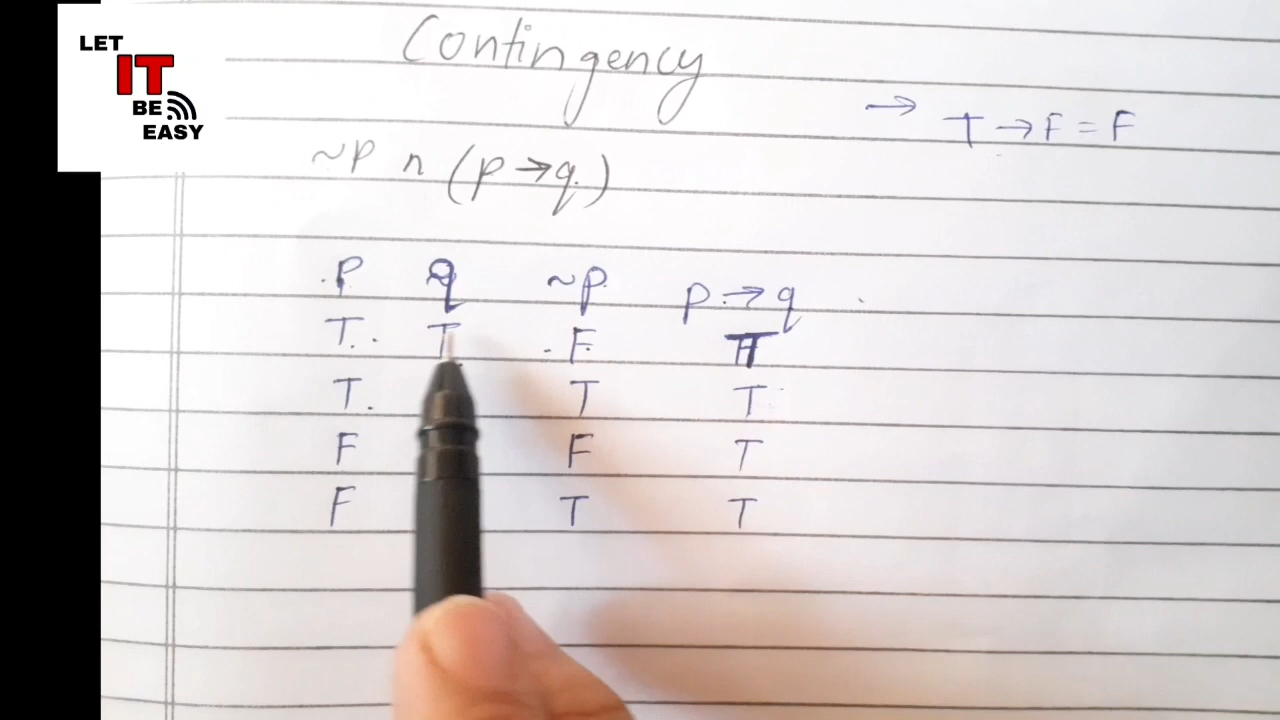 LET
IT
BE
EASY
Contingency
→ T → F = F
~p n (p → q)
P q ~p p → q
T T F T
T T T
F F T
F T T